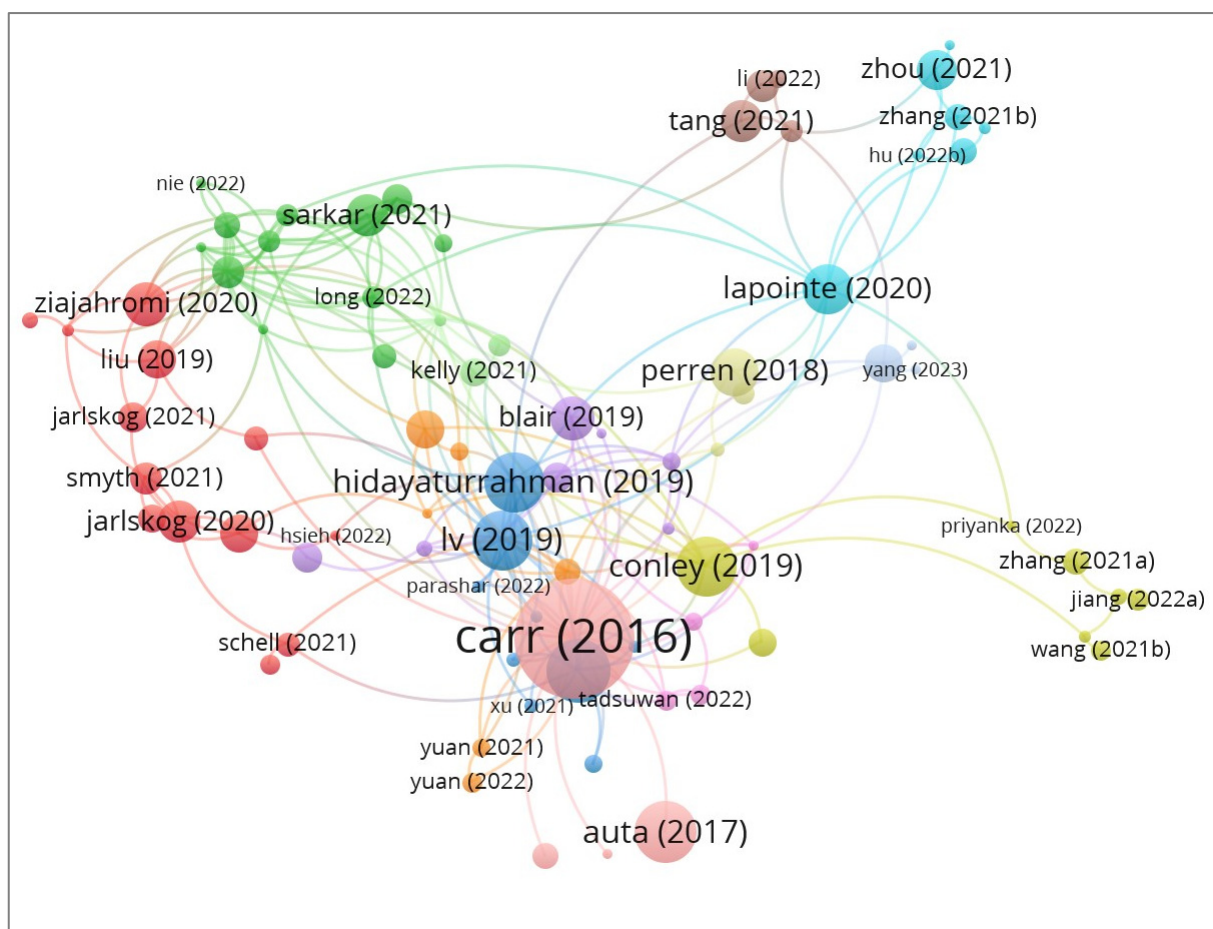 zhou (2021)
li (2022)
zhang (2021b)
tang (2021)
hu (2022b)
nie (2022)
sarkar (2021)
lapointe (2020)
long (2022)
ziajahromi (2020)
liu (2019)
kelly (2021)
perren (2018)
yang (2023)
jarlskog (2021)
blair (2019)
smyth (2021)
hidayaturrahman (2019)
jarlskog (2020)
hsieh (2022)
lv (2019)
priyanka (2022)
conley (2019)
zhang (2021a)
parashar (2022)
jiang (2022a)
carr (2016)
schell (2021)
wang (2021b)
tadsuwan (2022)
xu (2021)
yuan (2021)
yuan (2022)
auta (2017)